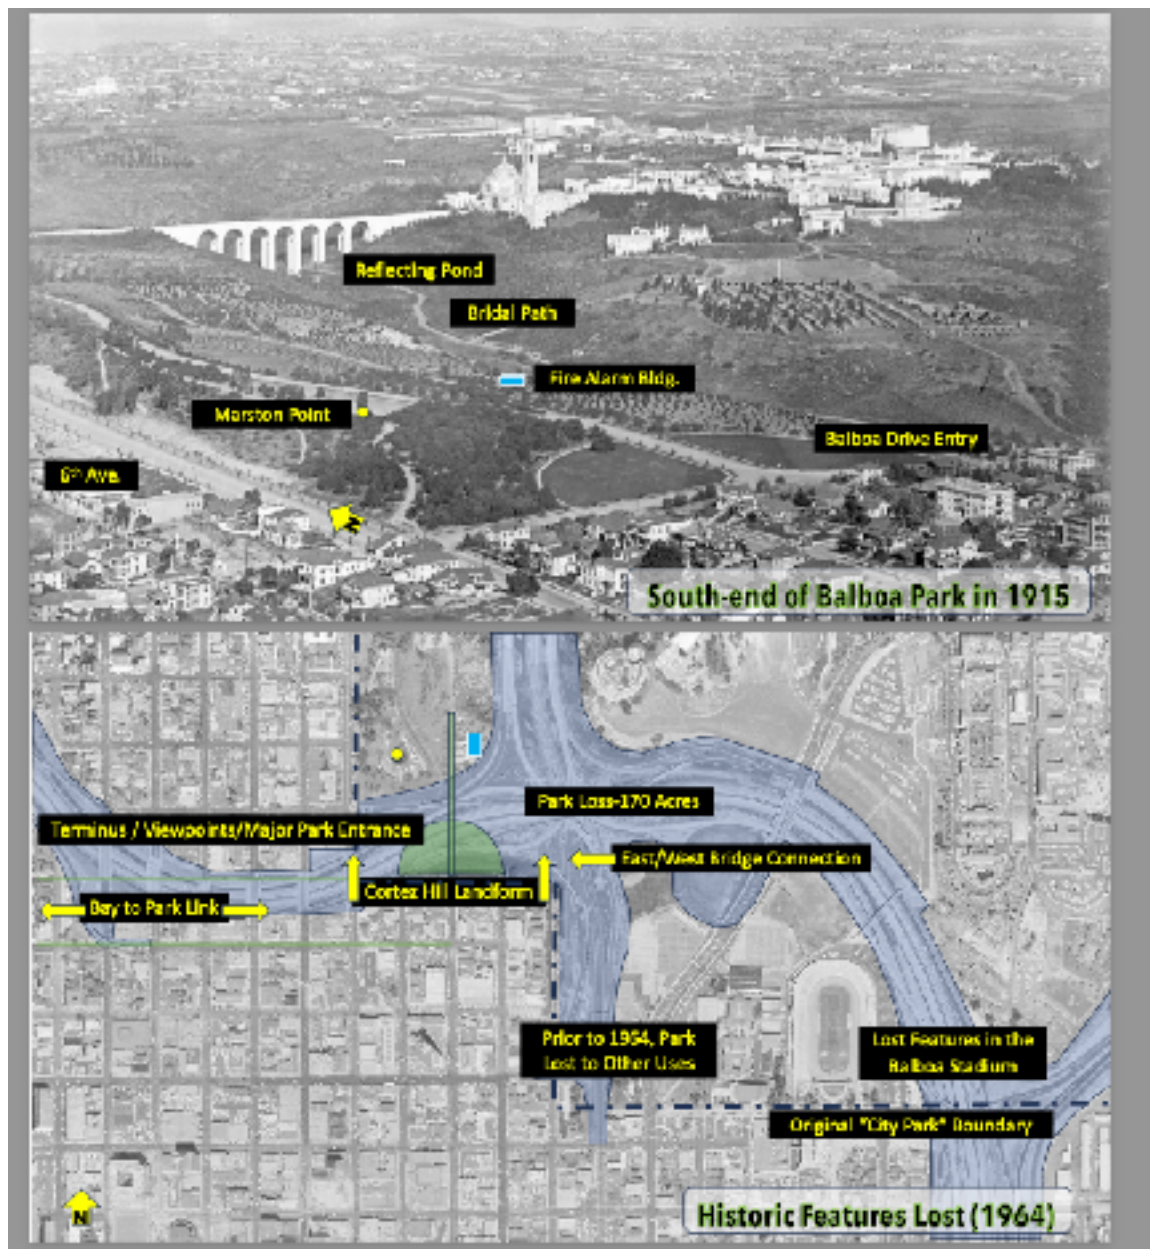 Reflecting Pond
Bridal Path
Fire Alarm Bldg.
Marston Point
Balboa Drive Entry
6th Ave.
N
South-end of Balboa Park in 1915
Park Loss-170 Acres
Terminus / Viewpoints/Major Park Entrance
East/West Bridge Connection
Cortez Hill Landform
Bay to Park Link
Prior to 1964, Park
Lost to Other Uses
Lost Features in the
Balboa Stadium
Original "City Park" Boundary
N
Historic Features Lost (1964)